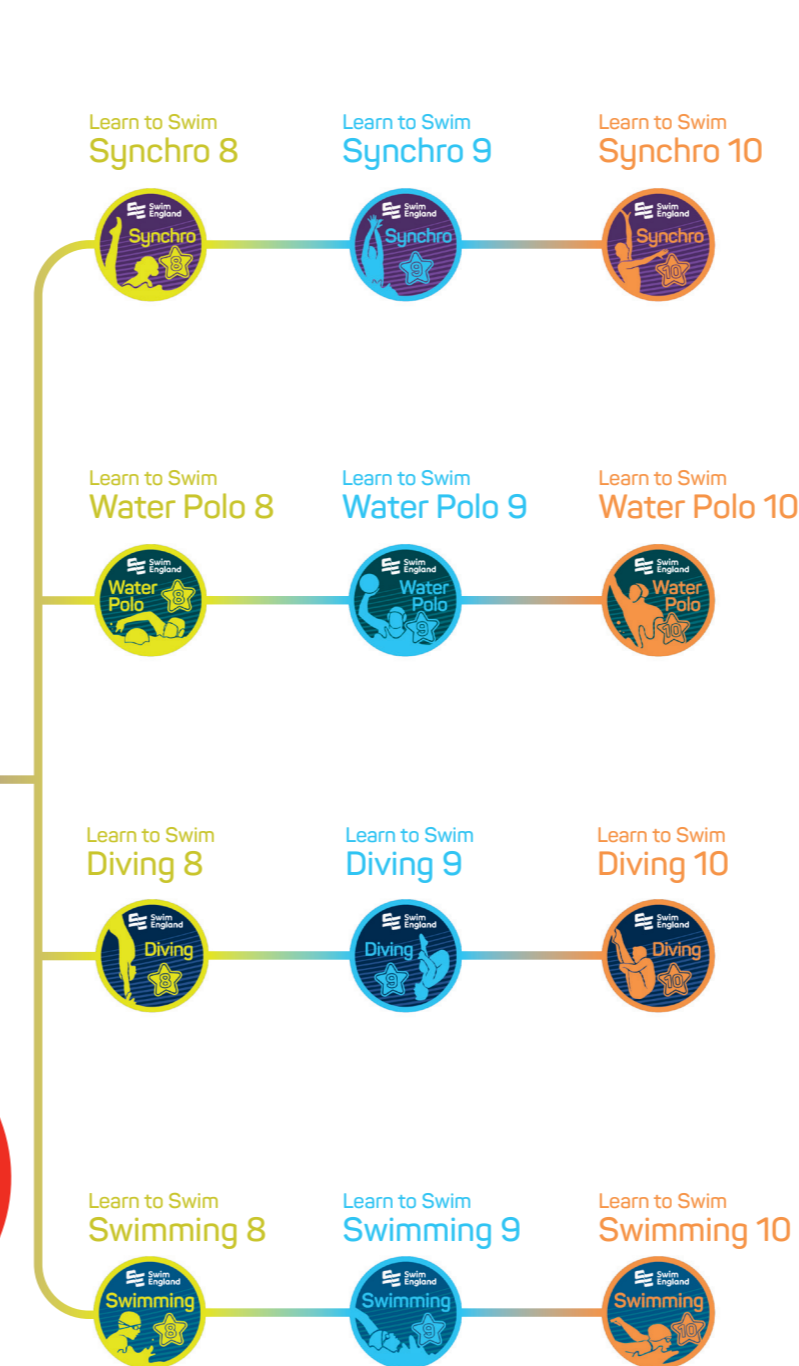 Learn to Swim
Synchro 8
Learn to Swim
Synchro 9
Learn to Swim
Synchro 10
Swim
England
Synchro
8
Swim
England
Synchro
9
Swim
England
Synchro
10
Learn to Swim
Water Polo 8
Learn to Swim
Water Polo 9
Learn to Swim
Water Polo 10
Swim
England
Water
Polo
8
Swim
England
Water
Polo
9
Swim
England
Water
Polo
10
Learn to Swim
Diving 8
Learn to Swim
Diving 9
Learn to Swim
Diving 10
Swim
England
Diving
8
Swim
England
Diving
9
Swim
England
Diving
10
Learn to Swim
Swimming 8
Learn to Swim
Swimming 9
Learn to Swim
Swimming 10
Swim
England
Swimming
8
Swim
England
Swimming
9
Swim
England
Swimming
10